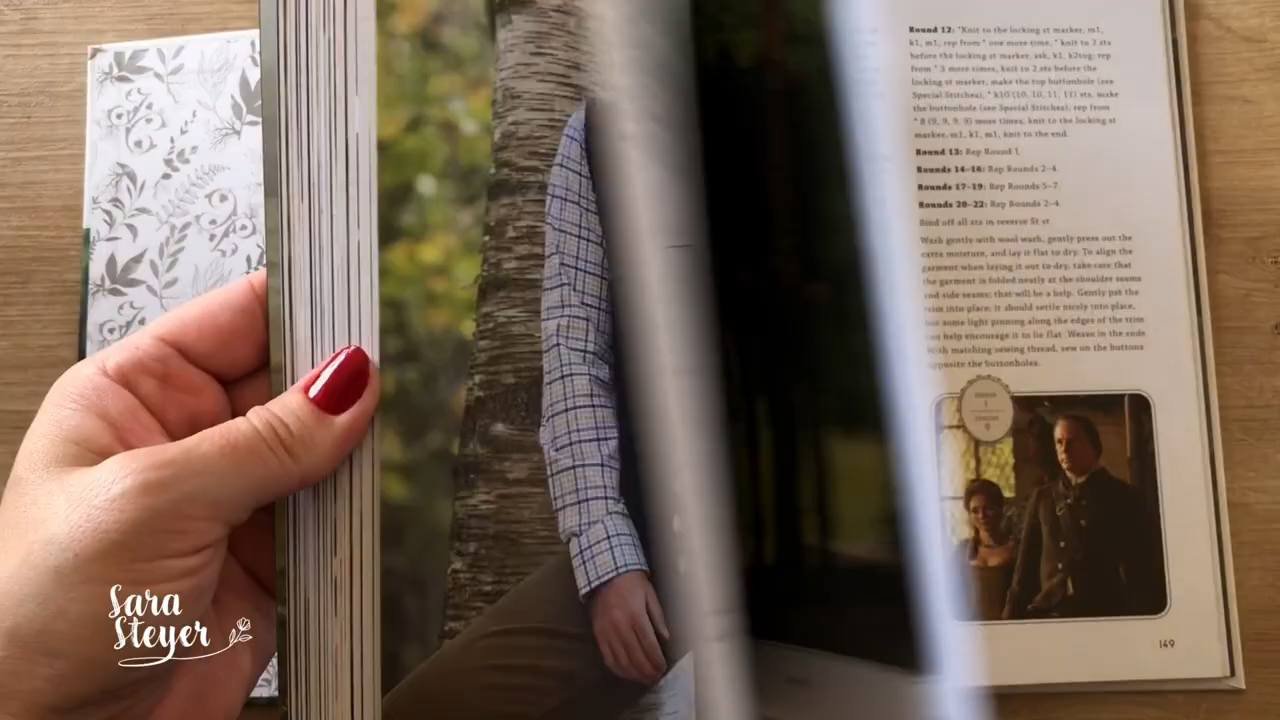 Round 12: *Knit to the locking st marker, m1,
k1, m1, rep from * one more time, * knit to 2 sts
before the locking st marker, ssk, k1, k2tog; rep
from * 3 more times, knit to 2 sts before the
locking st marker, make the top buttonhole (see
Special Stitches), * k10 (10, 10, 11, 11) sts, make
the buttonhole (see Special Stitches), rep from
* 8 (9, 9, 9, 9) more times, knit to the locking st
marker, m1, k1, m1, knit to the end.
Round 13: Rep Round 1.
Rounds 14–16: Rep Rounds 2–4.
Rounds 17–19: Rep Rounds 5–7.
Rounds 20–22: Rep Rounds 2–4.
Bind off all sts in reverse St st
Wash gently with wool wash, gently press out the
extra moisture, and lay it flat to dry. To align the
garment when laying it out to dry, take care that
the garment is folded neatly at the shoulder seams
and side seams; that will be a help. Gently pat the
trim into place; it should settle nicely into place,
but some light pinning along the edges of the trim
can help encourage it to lie flat. Weave in the ends.
With matching sewing thread, sew on the buttons
opposite the buttonholes.
149
Sara
Steyer